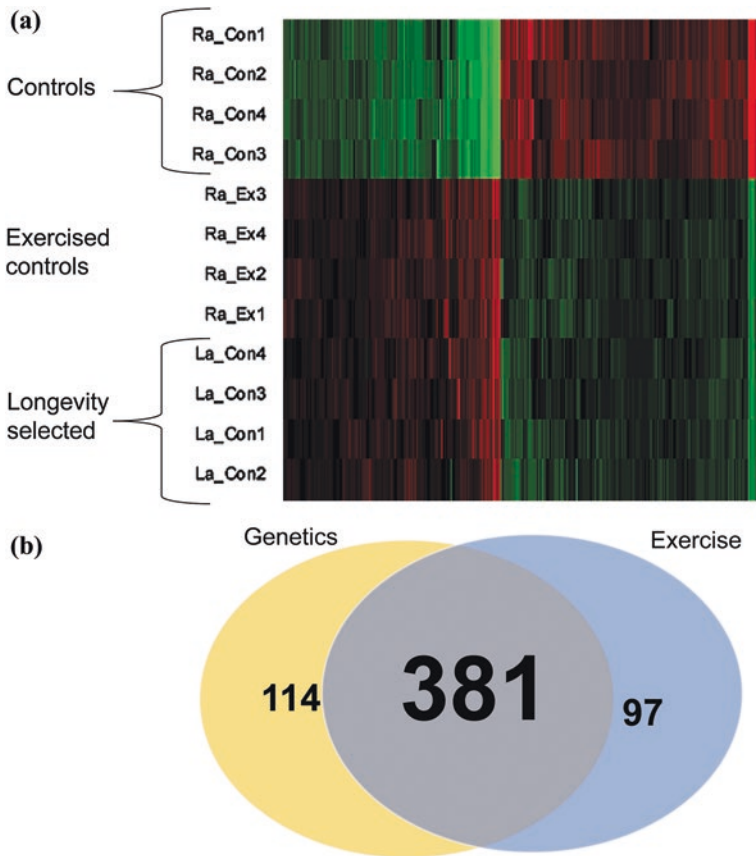 (a)
Controls
Ra_Con1
Ra_Con2
Ra_Con4
Ra_Con3
Exercised
controls
Ra_Ex3
Ra_Ex4
Ra_Ex2
Ra_Ex1
Longevity
selected
La_Con4
La_Con3
La_Con1
La_Con2
(b)
Genetics
Exercise
114
381
97